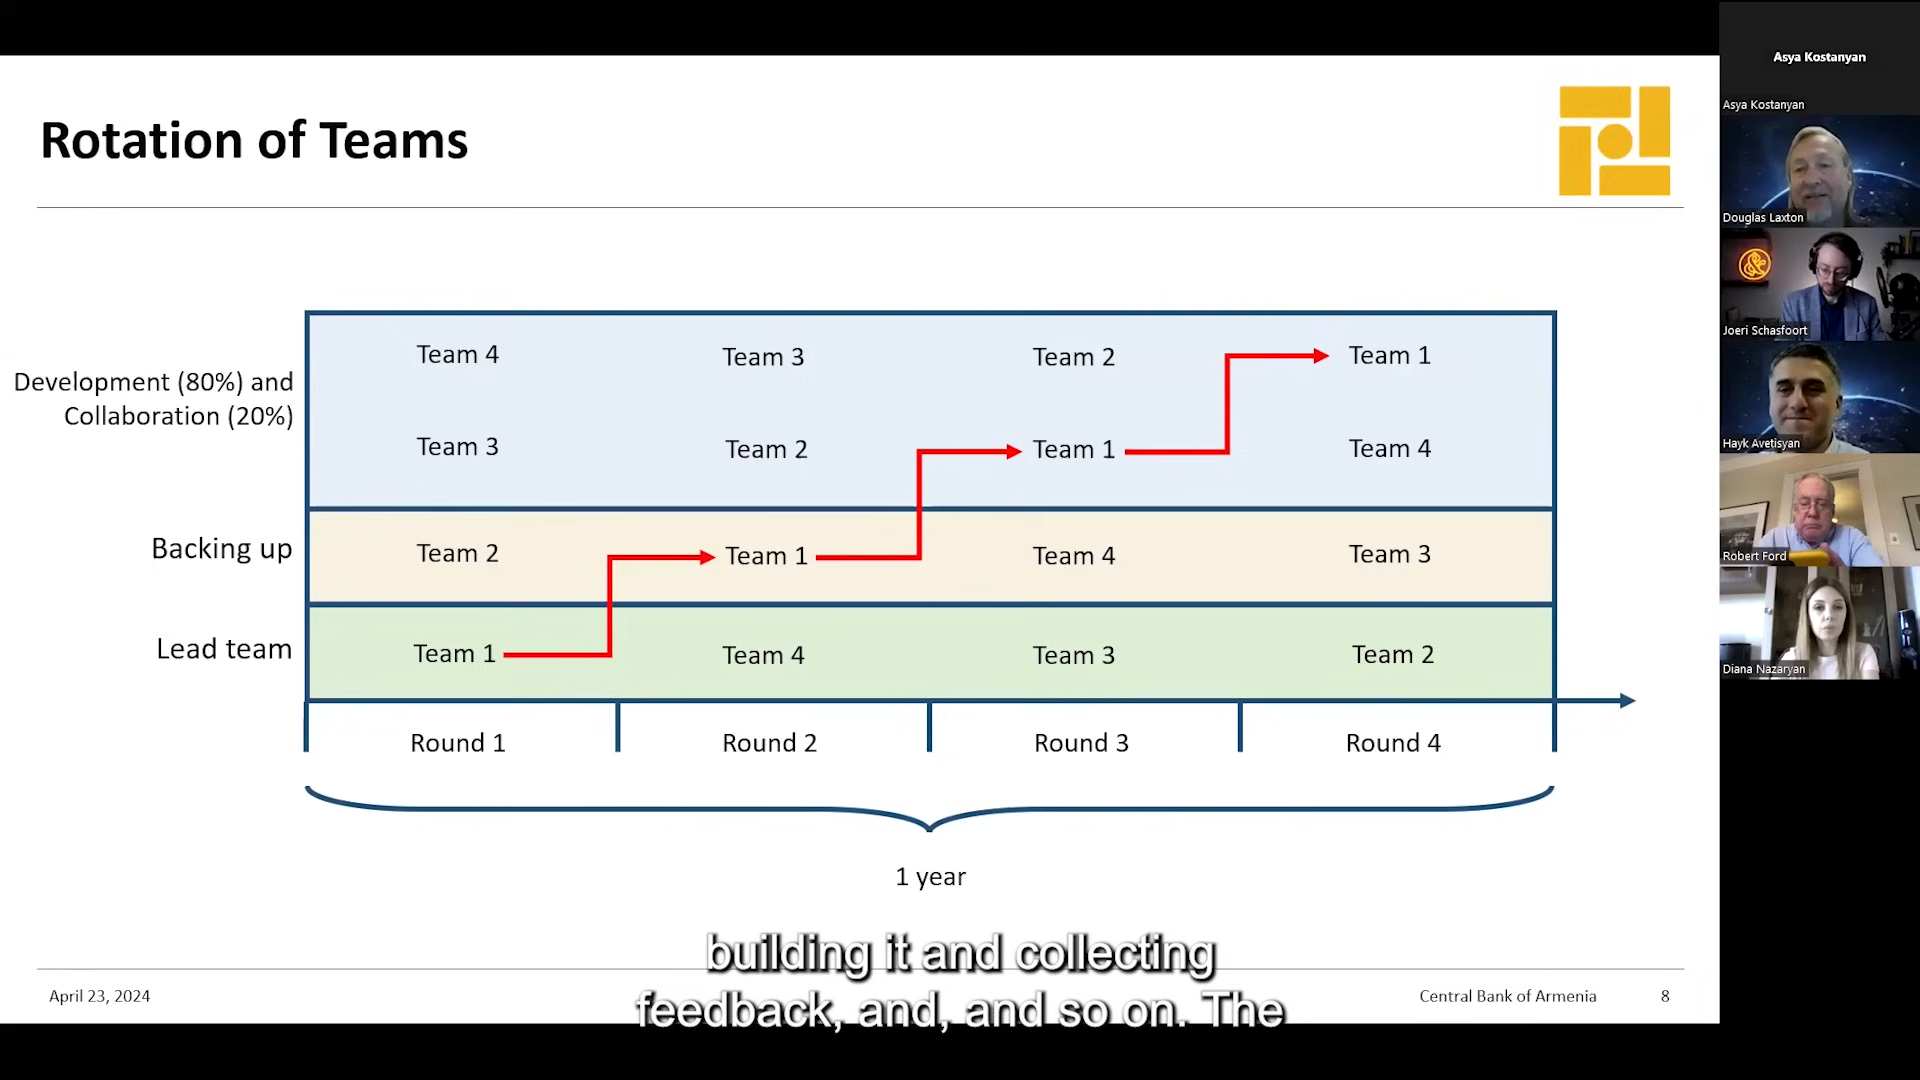 Rotation of Teams
Development (80%) and
Collaboration (20%)
Team 4 Team 3 Team 2 Team 1
Team 3 Team 2 Team 1 Team 4
Backing up Team 2 Team 1 Team 4 Team 3
Lead team Team 1 Team 4 Team 3 Team 2
Round 1 Round 2 Round 3 Round 4
1 year
building it and collecting
feedback, and, and so on. The
April 23, 2024 Central Bank of Armenia 8
Asya Kostanyan
Asya Kostanyan
Douglas Laxton
Joeri Schasfoort
Hayk Avetisyan
Robert Ford
Diana Nazaryan